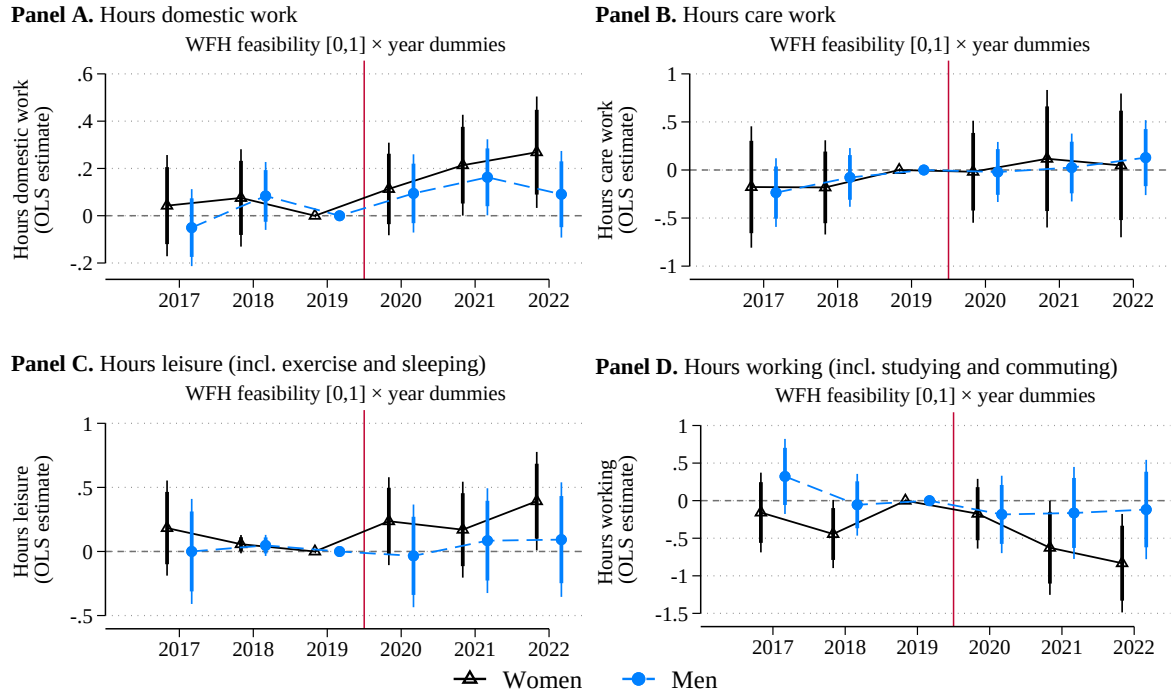 Panel A. Hours domestic work
WFH feasibility [0,1] × year dummies
Hours domestic work
(OLS estimate)
.6
.4
.2
0
-.2
2017 2018 2019 2020 2021 2022
Panel B. Hours care work
WFH feasibility [0,1] × year dummies
Hours care work
(OLS estimate)
1
.5
0
-.5
-1
2017 2018 2019 2020 2021 2022
Panel C. Hours leisure (incl. exercise and sleeping)
WFH feasibility [0,1] × year dummies
Hours leisure
(OLS estimate)
1
.5
0
-.5
2017 2018 2019 2020 2021 2022
Panel D. Hours working (incl. studying and commuting)
WFH feasibility [0,1] × year dummies
Hours working
(OLS estimate)
1
.5
0
-.5
-1
-1.5
2017 2018 2019 2020 2021 2022
Women Men